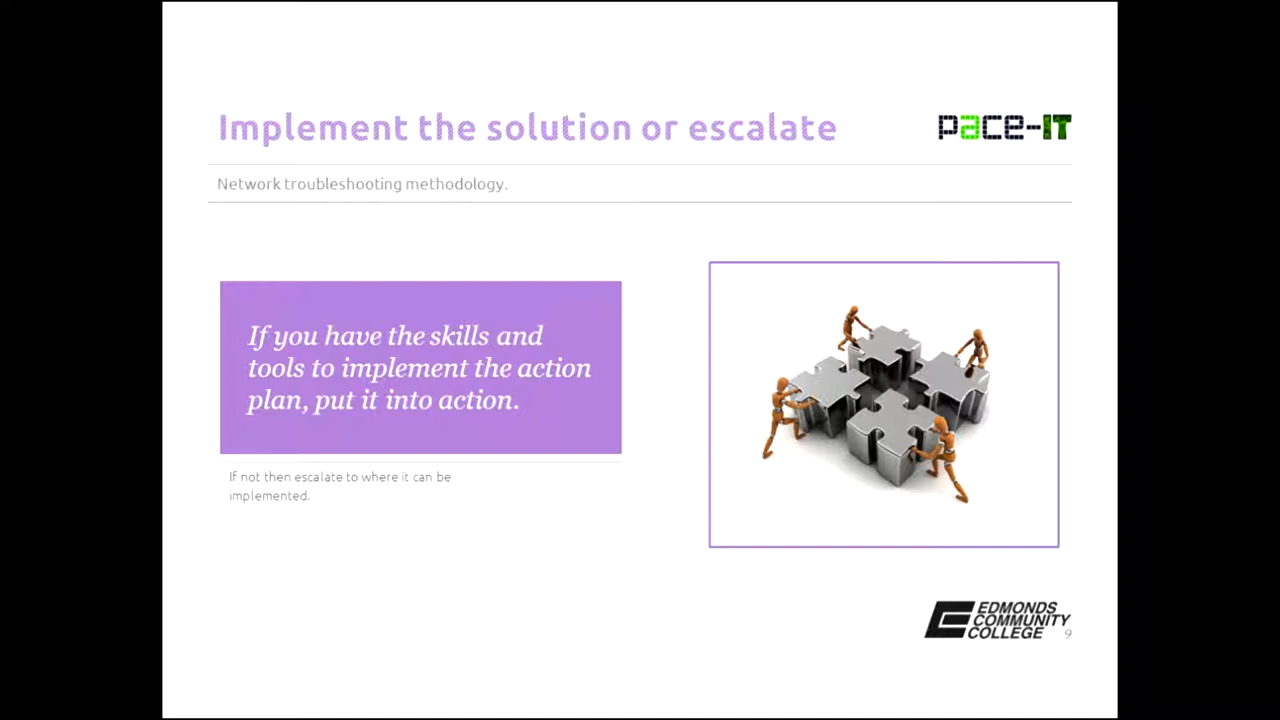 Implement the solution or escalate
pace-IT
Network troubleshooting methodology.
If you have the skills and
tools to implement the action
plan, put it into action.
If not then escalate to where it can be
implemented.
EDMONDS
COMMUNITY
COLLEGE
9